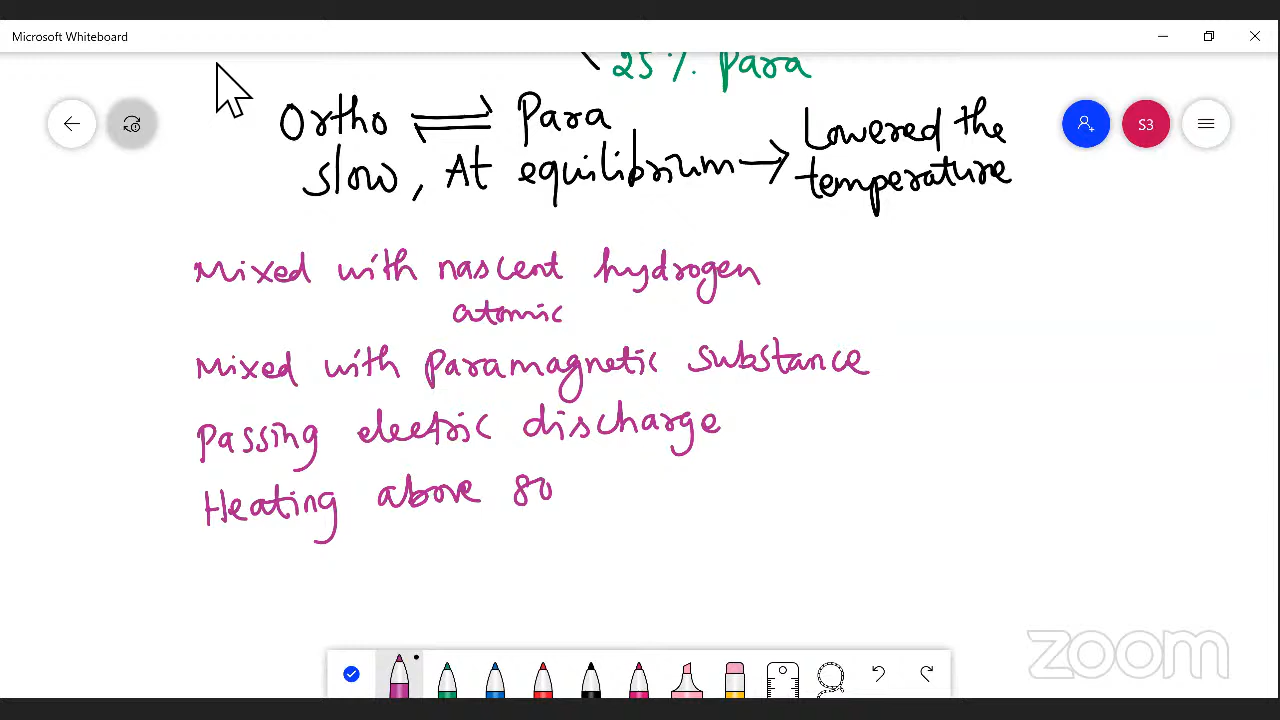 Microsoft Whiteboard
25% Para
Ortho ⇌ Para
slow, At equilibrium → Lowered the temperature
S3
Mixed with nascent hydrogen
atomic
Mixed with Paramagnetic substance
Passing electric discharge
Heating above 80
zoom